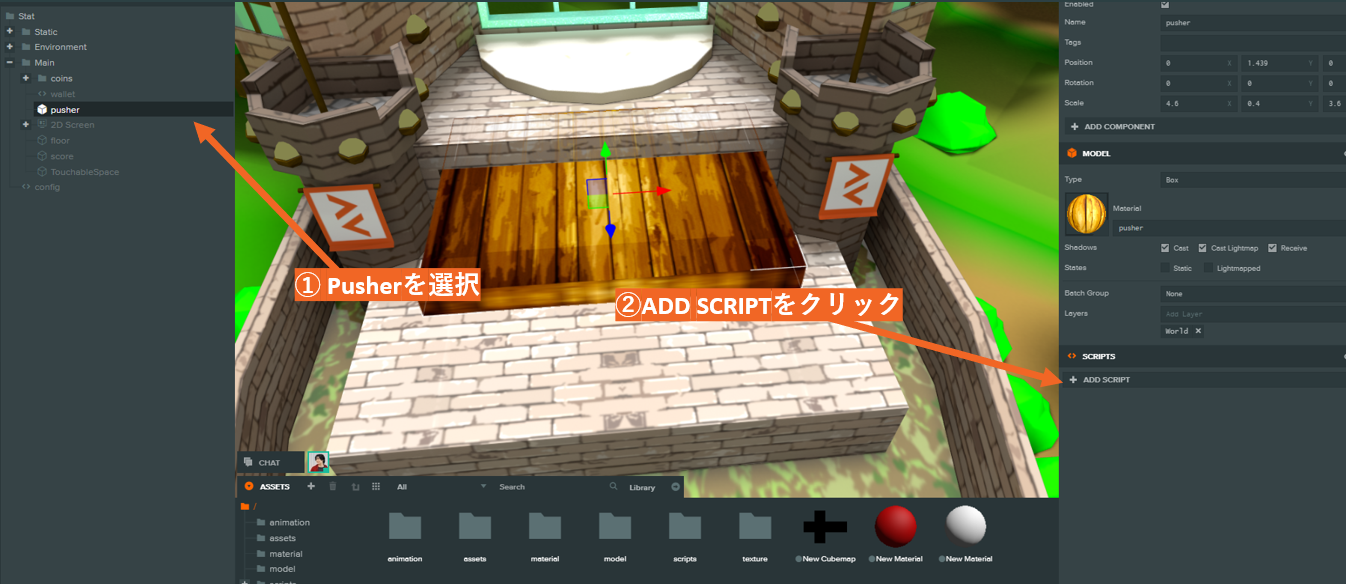 Stat
Static
Environment
Main
coins
wallet
pusher
2D Screen
floor
score
TouchableSpace
config
① Pusherを選択
②ADD SCRIPTをクリック
CHAT
ASSETS All Search Library
/
animation
assets
material
model
scripts
animation assets material model scripts texture New Cubemap New Material New Material
Enabled
Name pusher
Tags
Position 0 X 1.439 Y 0
Rotation 0 X 0 Y 0
Scale 4.6 X 0.4 Y 3.6
ADD COMPONENT
MODEL
Type Box
Material
pusher
Shadows Cast Cast Lightmap Receive
States Static Lightmapped
Batch Group None
Layers Add Layer
World ×
SCRIPTS
ADD SCRIPT